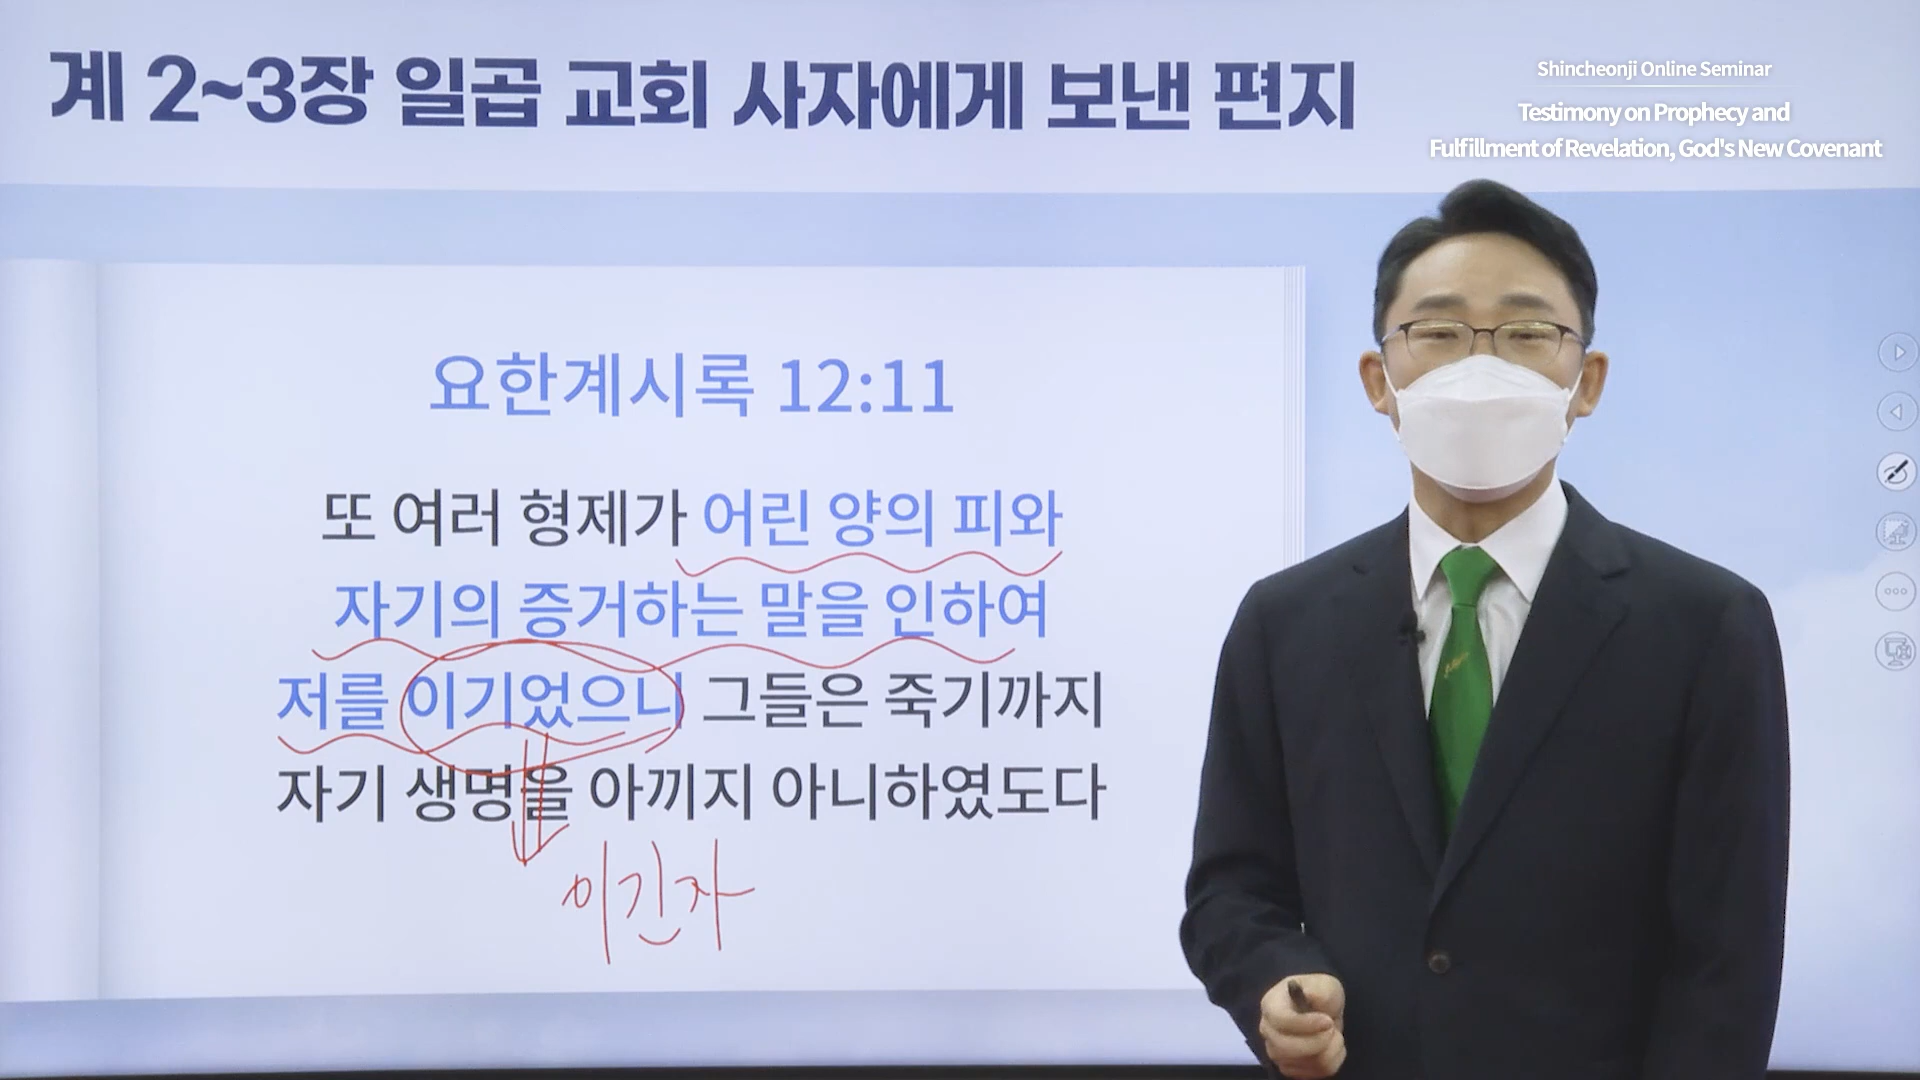 계 2~3장 일곱 교회 사자에게 보낸 편지
Shincheonji Online Seminar
Testimony on Prophecy and
Fulfillment of Revelation, God's New Covenant
요한계시록 12:11
또 여러 형제가 어린 양의 피와
자기의 증거하는 말을 인하여
저를 이기었으니 그들은 죽기까지
자기 생명을 아끼지 아니하였도다
이긴자